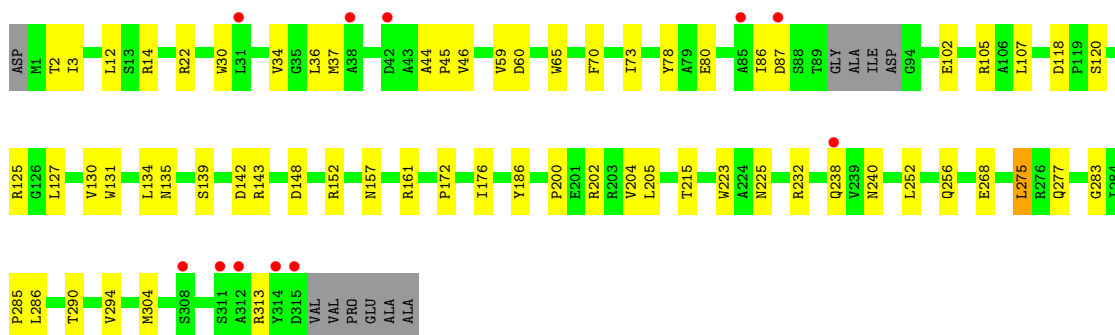 ASP M1 T2 I3 L12 S13 R14 R22 W30 L31 V34 G35 L36 M37 A38 D42 A43 A44 P45 V46 V59 D60 W65 F70 I73 Y78 A79 E80 A85 I86 D87 S88 T89 GLY ALA ILE ASP G94 E102 R105 A106 L107 D118 P119 S120
R125 G126 L127 V130 W131 L134 N135 S139 D142 R143 D148 R152 N157 R161 P172 I176 Y186 P200 E201 R202 R203 V204 L205 T215 W223 A224 N225 R232 Q238 V239 N240 L252 Q256 E268 L275 R276 Q277 G283 I284
P285 L286 T290 V294 M304 S308 S311 A312 R313 Y314 D315 VAL VAL PRO GLU ALA ALA